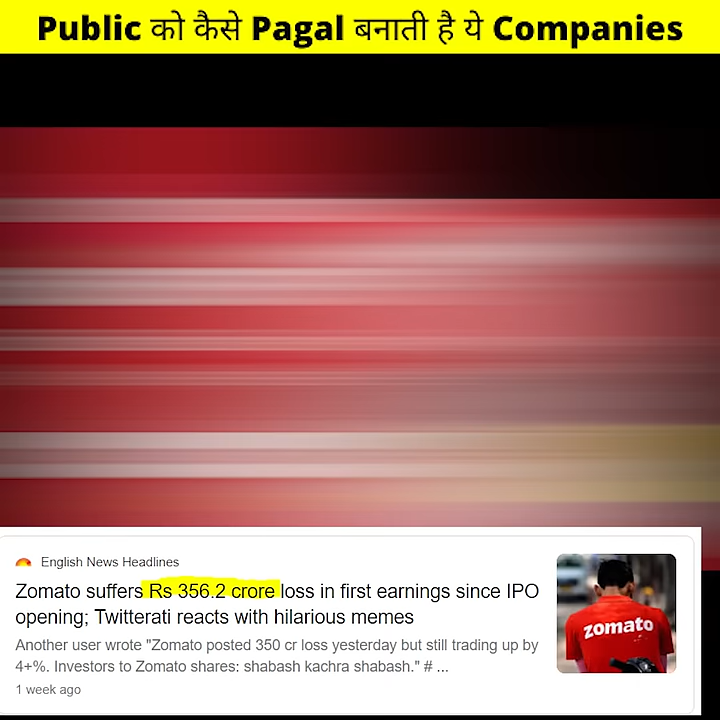 Public को कैसे Pagal बनाती है ये Companies
English News Headlines
Zomato suffers Rs 356.2 crore loss in first earnings since IPO
opening; Twitterati reacts with hilarious memes
Another user wrote "Zomato posted 350 cr loss yesterday but still trading up by
4+%. Investors to Zomato shares: shabash kachra shabash." # ...
1 week ago
zomato